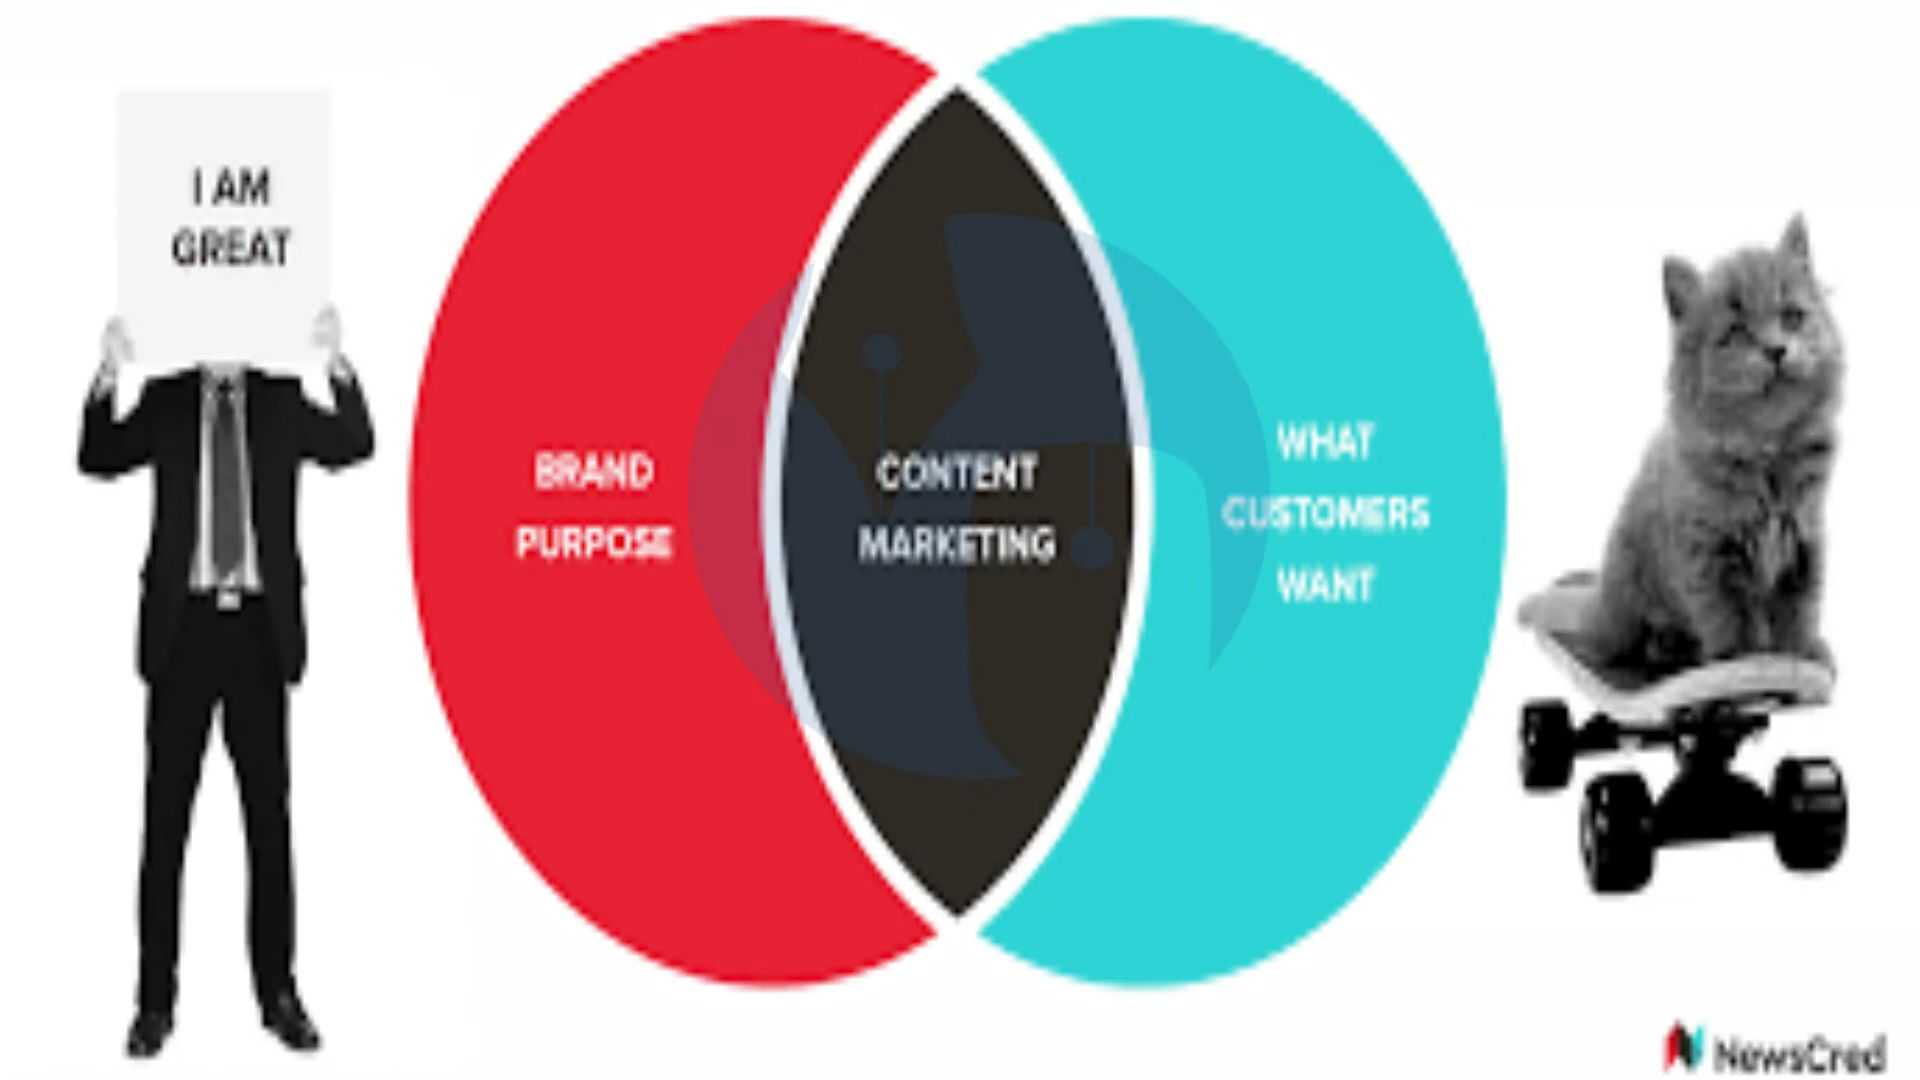 I AM
GREAT
BRAND
PURPOSE
CONTENT
MARKETING
WHAT
CUSTOMERS
WANT
NewsCred